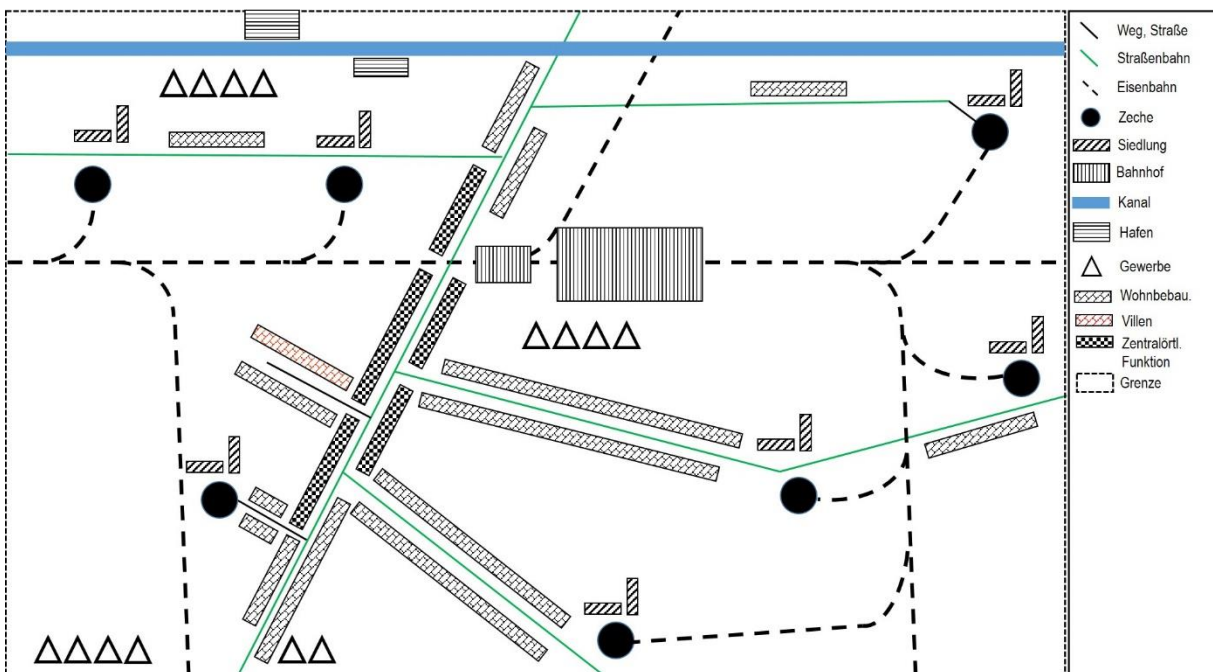 Weg, Straße
Straßenbahn
Eisenbahn
Zeche
Siedlung
Bahnhof
Kanal
Hafen
Gewerbe
Wohnbebau.
Villen
Zentralörtl.
Funktion
Grenze